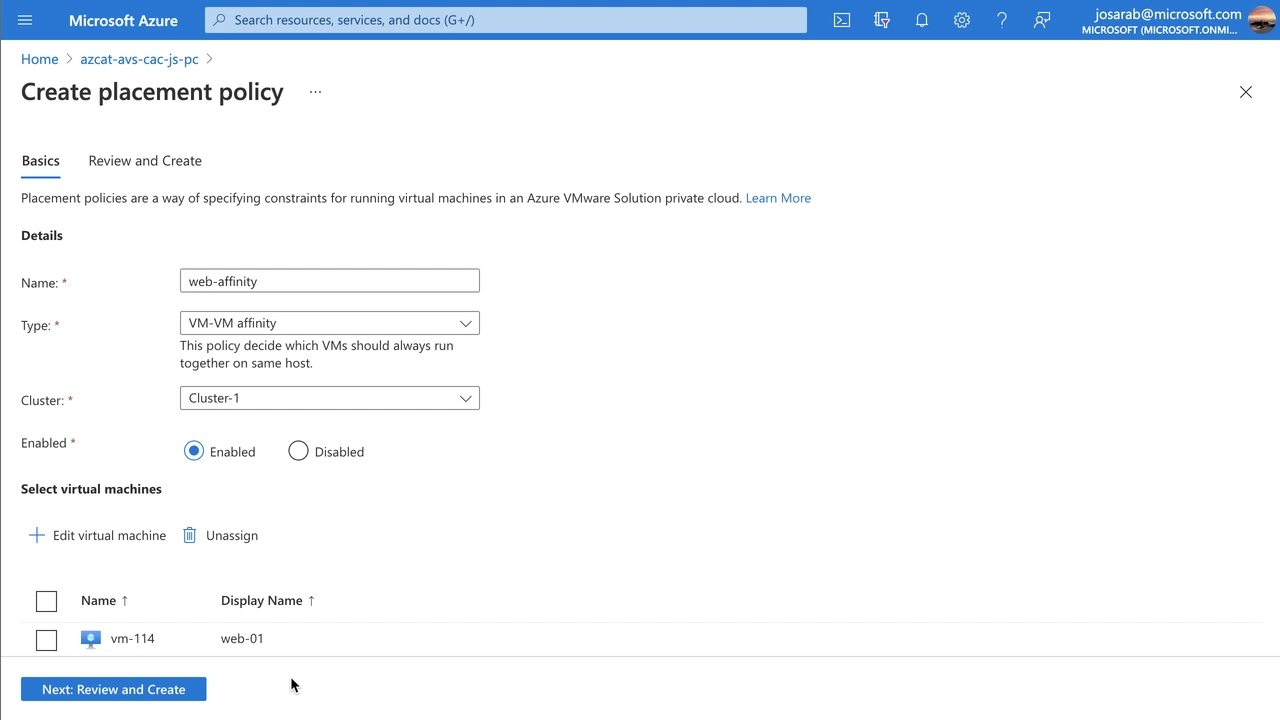 Microsoft Azure
Search resources, services, and docs (G+/)
josarab@microsoft.com
MICROSOFT (MICROSOFT.ONMI...
Home > azcat-avs-cac-js-pc >
Create placement policy ...
Basics
Review and Create
Placement policies are a way of specifying constraints for running virtual machines in an Azure VMware Solution private cloud. Learn More
Details
Name: *
web-affinity
Type: *
VM-VM affinity
This policy decide which VMs should always run
together on same host.
Cluster: *
Cluster-1
Enabled *
Enabled
Disabled
Select virtual machines
Edit virtual machine
Unassign
Name ↑
Display Name ↑
vm-114
web-01
Next: Review and Create